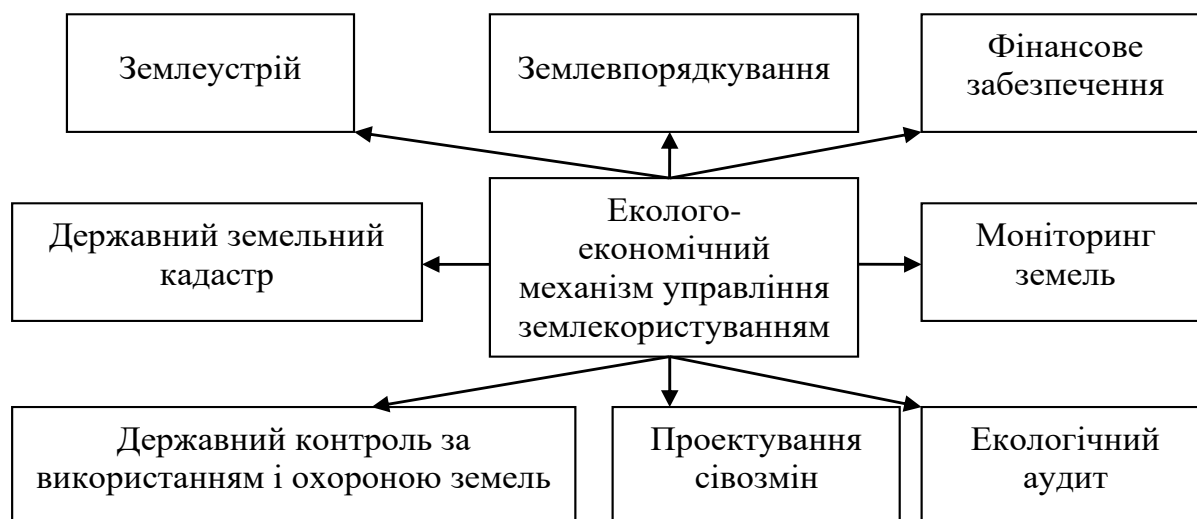 Землеустрій
Землевпорядкування
Фінансове
забезпечення
Державний земельний
кадастр
Еколого-
економічний
механізм управління
землекористуванням
Моніторинг
земель
Державний контроль за
використанням і охороною земель
Проектування
сівозмін
Екологічний
аудит